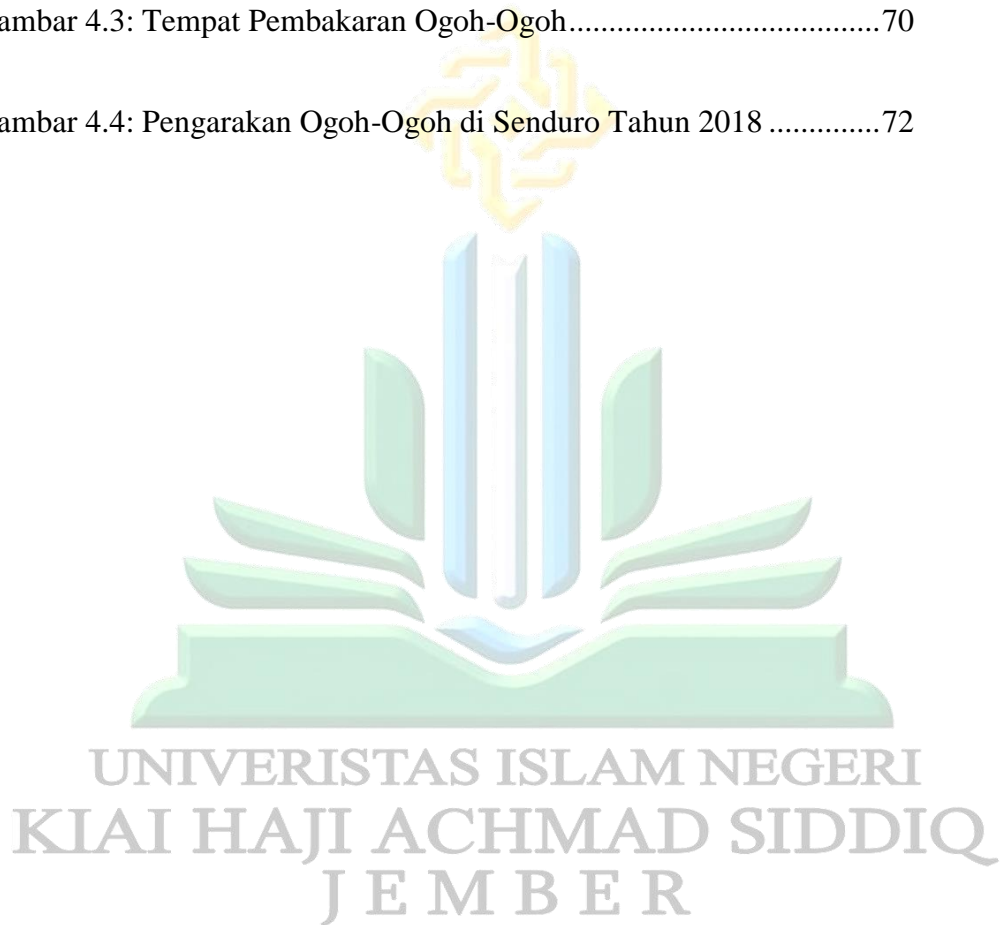 ambar 4.3: Tempat Pembakaran Ogoh-Ogoh.......................................70
ambar 4.4: Pengarakan Ogoh-Ogoh di Senduro Tahun 2018 ..............72
UNIVERISTAS ISLAM NEGERI
KIAI HAJI ACHMAD SIDDIQ
JEMBER